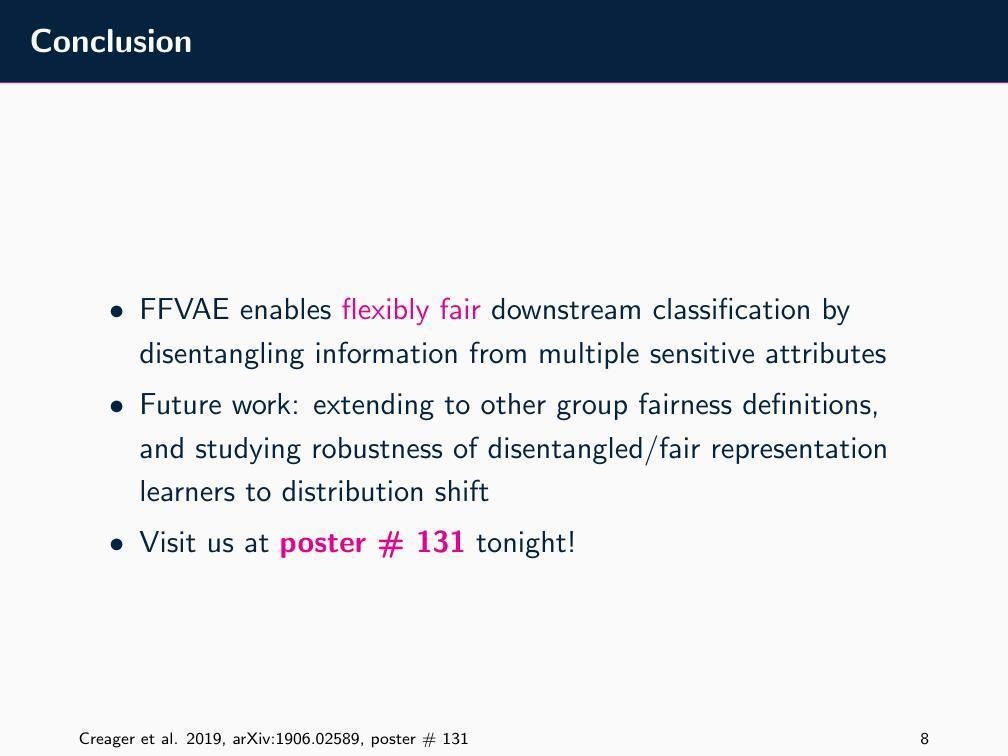 Conclusion
• FFVAE enables flexibly fair downstream classification by
disentangling information from multiple sensitive attributes
• Future work: extending to other group fairness definitions,
and studying robustness of disentangled/fair representation
learners to distribution shift
• Visit us at poster # 131 tonight!
Creager et al. 2019, arXiv:1906.02589, poster # 131 8